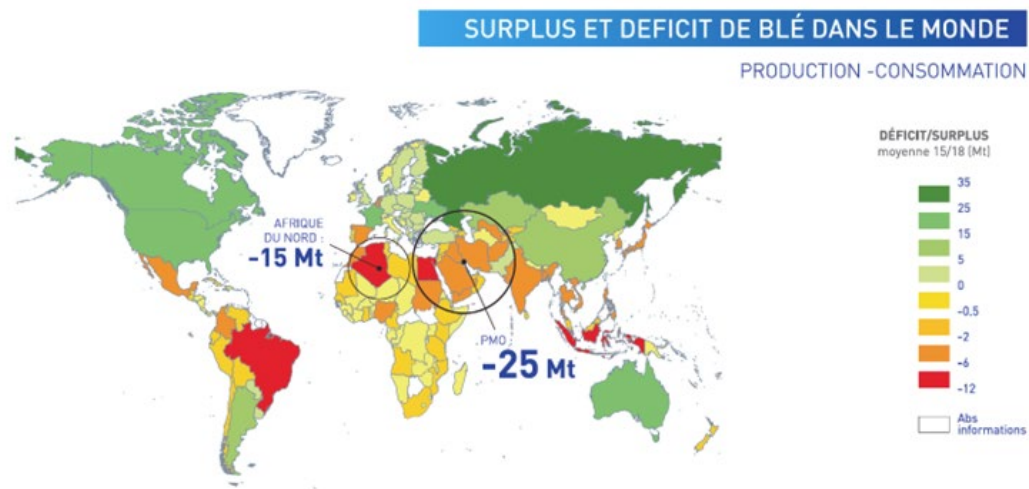 SURPLUS ET DEFICIT DE BLÉ DANS LE MONDE
PRODUCTION -CONSOMMATION
DÉFICIT/SURPLUS
moyenne 15/18 (Mt)
35
25
15
5
0
-0.5
-2
-6
-12
Abs
informations
AFRIQUE
DU NORD :
-15 Mt
PMO
-25 Mt